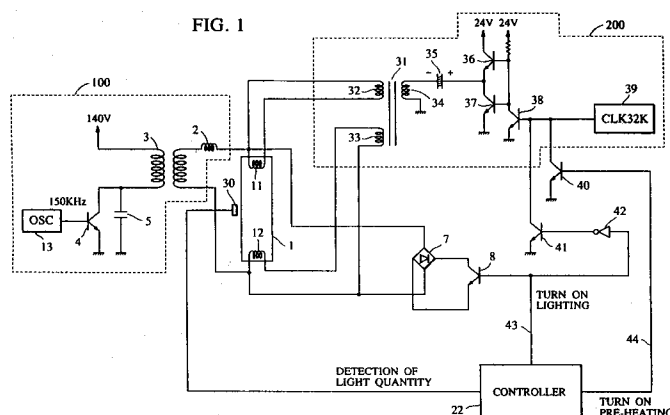 FIG. 1
200
24V 24V
35
31
36
- +
39
38
100
32
34
37
CLK32K
140V
3
2
33
11
40
30
150KHz
42
OSC
12
7
41
13
4
5
1
8
TURN ON
LIGHTING
43
44
DETECTION OF
LIGHT QUANTITY
CONTROLLER
22
TURN ON
PRE-HEATING